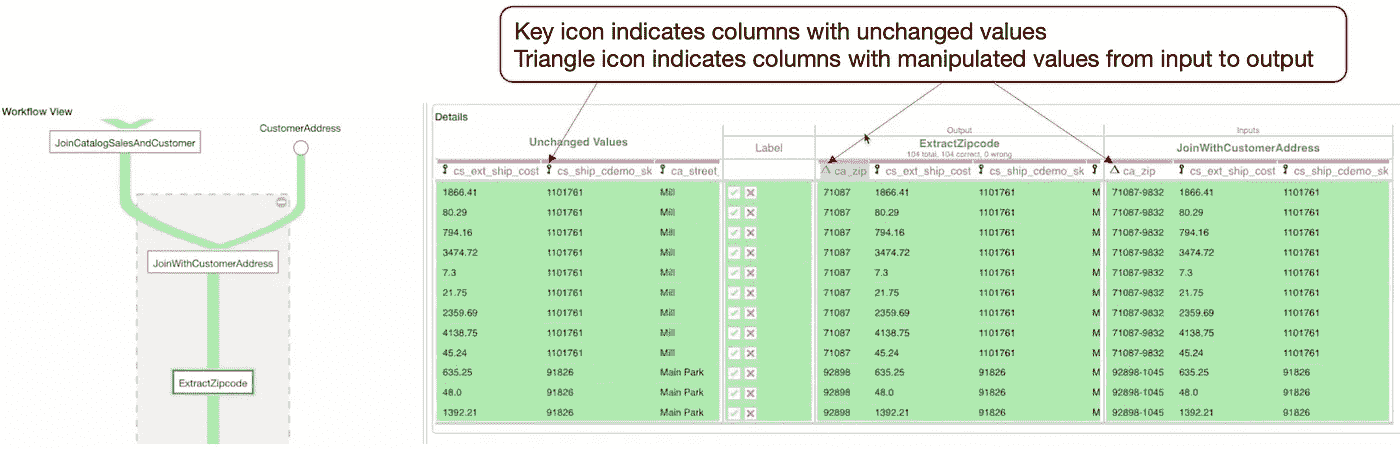 Key icon indicates columns with unchanged values
Triangle icon indicates columns with manipulated values from input to output
Workflow View
JoinCatalogSalesAndCustomer
CustomerAddress
JoinWithCustomerAddress
ExtractZipcode
Details
Output
Inputs
Unchanged Values Label ExtractZipcode JoinWithCustomerAddress
104 total, 104 correct, 0 wrong
cs_ext_ship_cost cs_ship_cdemo_sk ca_street_ ca_zip cs_ext_ship_cost cs_ship_cdemo_sk ca_zip cs_ext_ship_cost cs_ship_cdemo_sk
1866.41 1101761 Mill 71087 1866.41 1101761 M 71087-9832 1866.41 1101761
80.29 1101761 Mill 71087 80.29 1101761 M 71087-9832 80.29 1101761
794.16 1101761 Mill 71087 794.16 1101761 M 71087-9832 794.16 1101761
3474.72 1101761 Mill 71087 3474.72 1101761 M 71087-9832 3474.72 1101761
7.3 1101761 Mill 71087 7.3 1101761 M 71087-9832 7.3 1101761
21.75 1101761 Mill 71087 21.75 1101761 M 71087-9832 21.75 1101761
2359.69 1101761 Mill 71087 2359.69 1101761 M 71087-9832 2359.69 1101761
4138.75 1101761 Mill 71087 4138.75 1101761 M 71087-9832 4138.75 1101761
45.24 1101761 Mill 71087 45.24 1101761 M 71087-9832 45.24 1101761
635.25 91826 Main Park 92898 635.25 91826 M 92898-1045 635.25 91826
48.0 91826 Main Park 92898 48.0 91826 M 92898-1045 48.0 91826
1392.21 91826 Main Park 92898 1392.21 91826 M 92898-1045 1392.21 91826